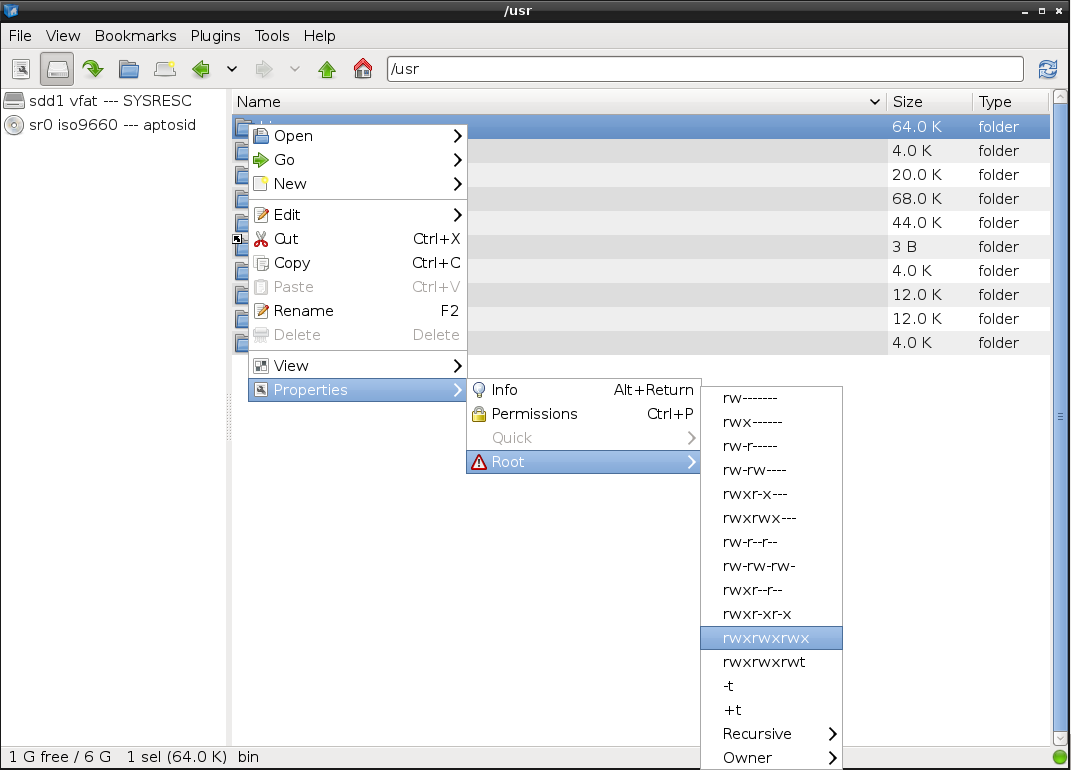 /usr
File View Bookmarks Plugins Tools Help
/usr
sdd1 vfat --- SYSRESC
sr0 iso9660 --- aptosid
Name Size Type
64.0 K folder
4.0 K folder
20.0 K folder
68.0 K folder
44.0 K folder
3 B folder
4.0 K folder
12.0 K folder
12.0 K folder
4.0 K folder
Open
Go
New
Edit
Cut Ctrl+X
Copy Ctrl+C
Paste Ctrl+V
Rename F2
Delete Delete
View
Properties
Info Alt+Return
Permissions Ctrl+P
Quick
Root
rw-------
rwx------
rw-r-----
rw-rw----
rwxr-x---
rwxrwx---
rw-r--r--
rw-rw-rw-
rwxr--r--
rwxr-xr-x
rwxrwxrwx
rwxrwxrwt
-t
+t
Recursive
Owner
1 G free / 6 G 1 sel (64.0 K) bin